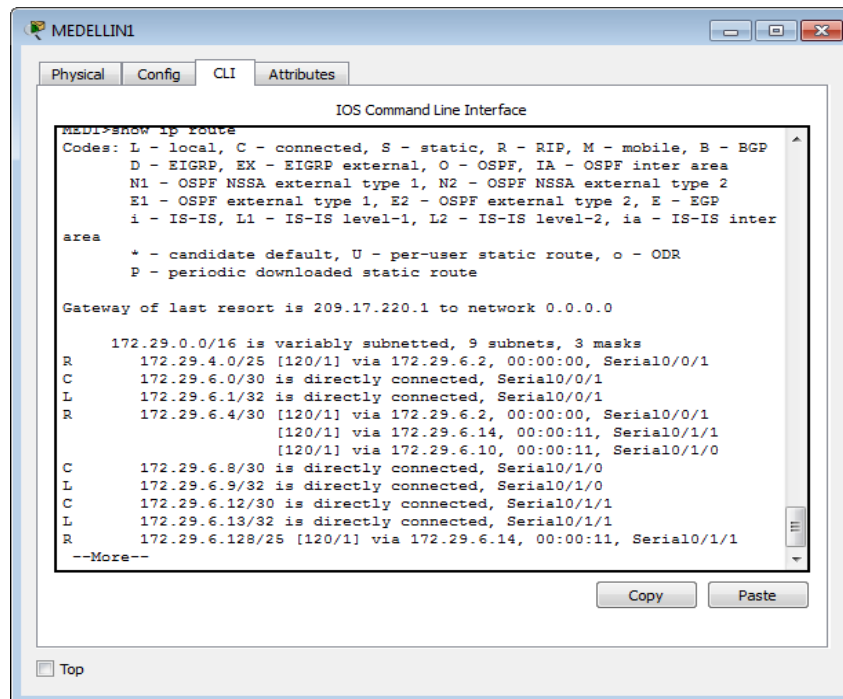 MEDELLIN1
Physical Config CLI Attributes
IOS Command Line Interface
MED1>show ip route
Codes: L - local, C - connected, S - static, R - RIP, M - mobile, B - BGP
D - EIGRP, EX - EIGRP external, O - OSPF, IA - OSPF inter area
N1 - OSPF NSSA external type 1, N2 - OSPF NSSA external type 2
E1 - OSPF external type 1, E2 - OSPF external type 2, E - EGP
i - IS-IS, L1 - IS-IS level-1, L2 - IS-IS level-2, ia - IS-IS inter
area
* - candidate default, U - per-user static route, o - ODR
P - periodic downloaded static route
Gateway of last resort is 209.17.220.1 to network 0.0.0.0
172.29.0.0/16 is variably subnetted, 9 subnets, 3 masks
R 172.29.4.0/25 [120/1] via 172.29.6.2, 00:00:00, Serial0/0/1
C 172.29.6.0/30 is directly connected, Serial0/0/1
L 172.29.6.1/32 is directly connected, Serial0/0/1
R 172.29.6.4/30 [120/1] via 172.29.6.2, 00:00:00, Serial0/0/1
[120/1] via 172.29.6.14, 00:00:11, Serial0/1/1
[120/1] via 172.29.6.10, 00:00:11, Serial0/1/0
C 172.29.6.8/30 is directly connected, Serial0/1/0
L 172.29.6.9/32 is directly connected, Serial0/1/0
C 172.29.6.12/30 is directly connected, Serial0/1/1
L 172.29.6.13/32 is directly connected, Serial0/1/1
R 172.29.6.128/25 [120/1] via 172.29.6.14, 00:00:11, Serial0/1/1
--More--
Copy Paste
Top